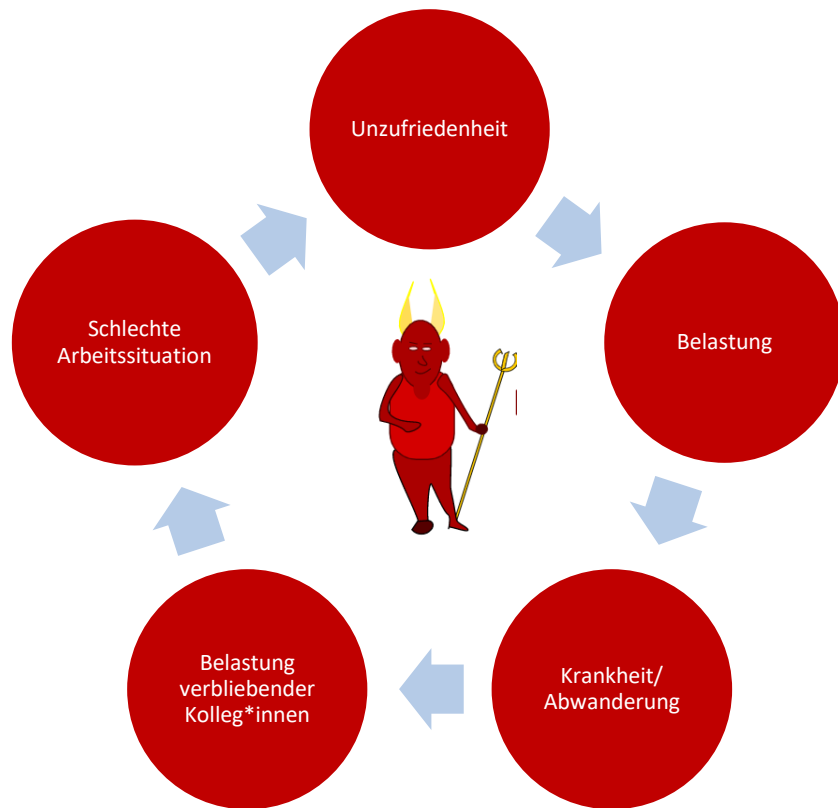 Unzufriedenheit
Belastung
Krankheit/
Abwanderung
Belastung
verbliebender
Kolleg*innen
Schlechte
Arbeitssituation